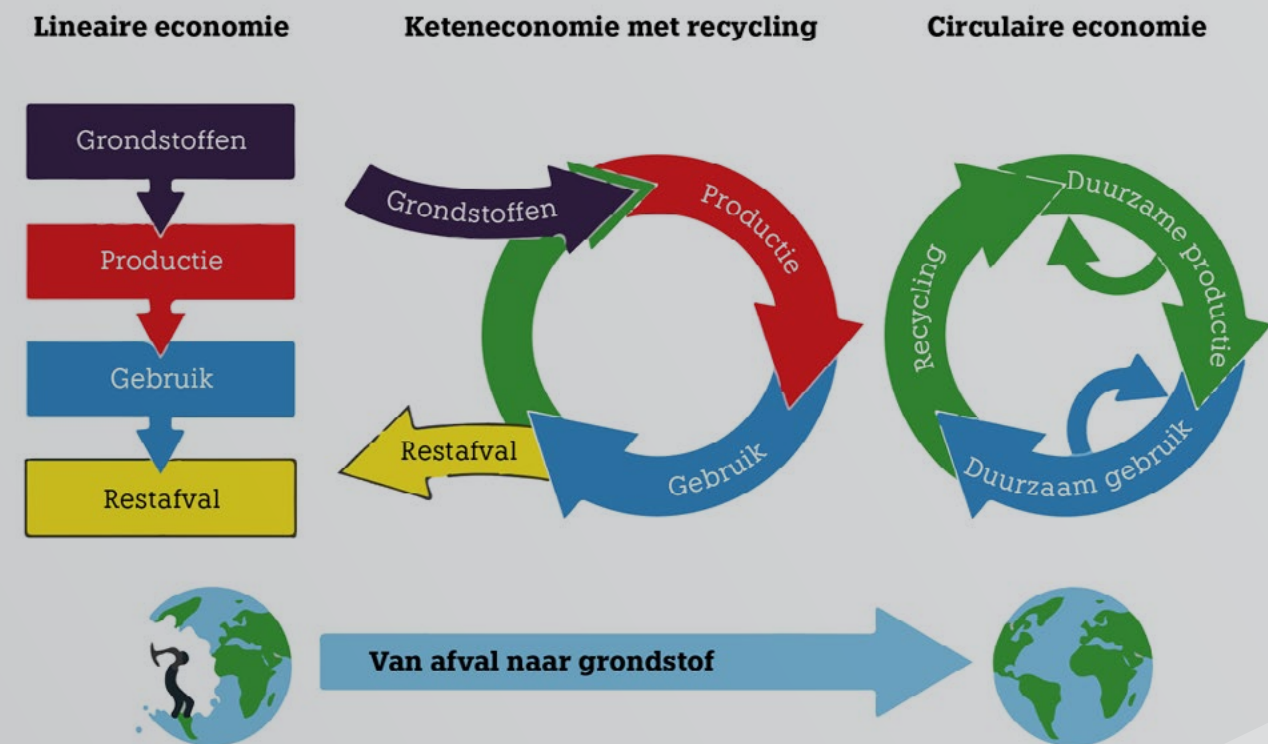 Lineaire economie
Keteneconomie met recycling
Circulaire economie
Grondstoffen
Productie
Gebruik
Restafval
Grondstoffen
Productie
Gebruik
Restafval
Duurzame productie
Duurzaam gebruik
Recycling
Van afval naar grondstof